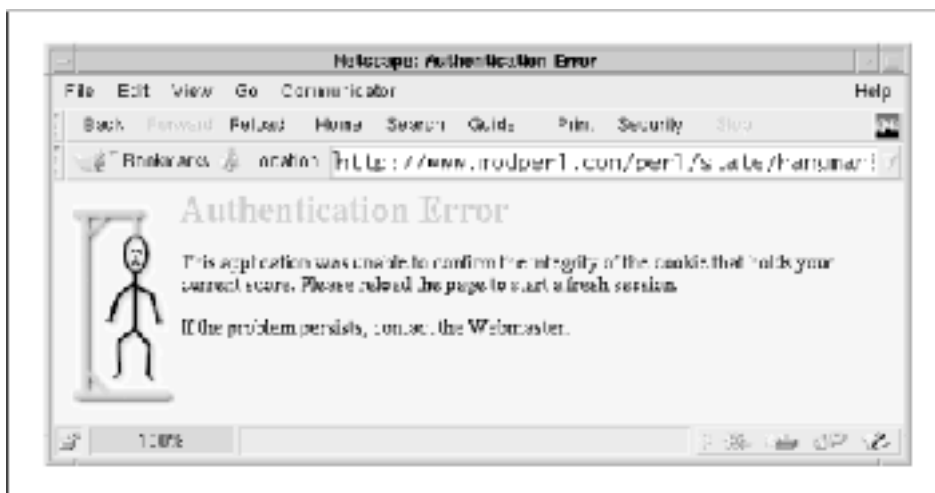 Netscape: Authentication Error
File Edit View Go Communicator Help
Back Forward Reload Home Search Guide Print Security Stop
Bookmarks Location http://www.modperl.com/perl/state/hangman
Authentication Error
This application was unable to confirm the integrity of the cookie that holds your
current score. Please reload the page to start a fresh session.
If the problem persists, contact the Webmaster.
100%